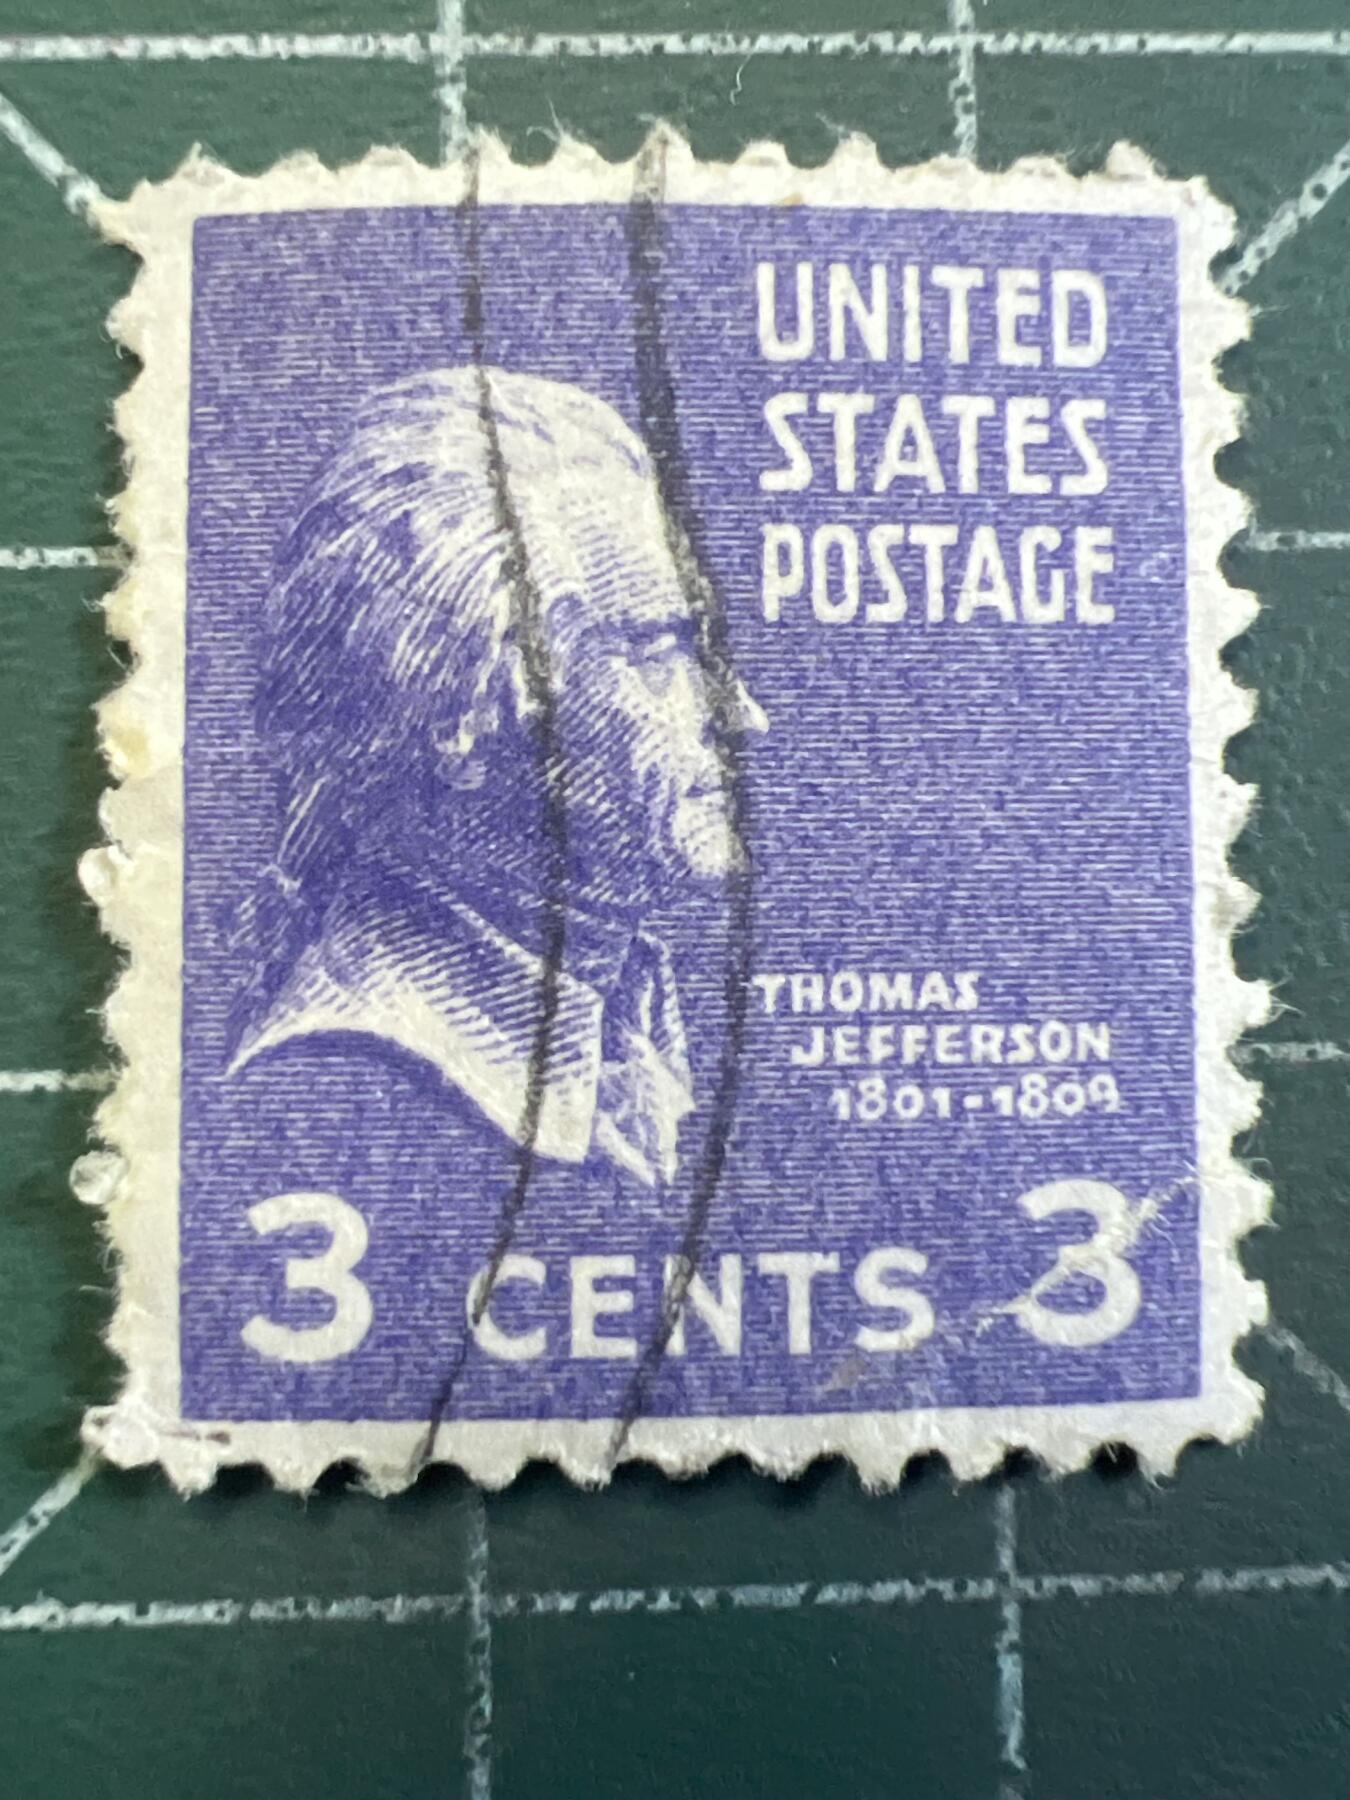 UNITED
STATES
POSTAGE
THOMAS
JEFFERSON
1801-1809
3 CENTS 3